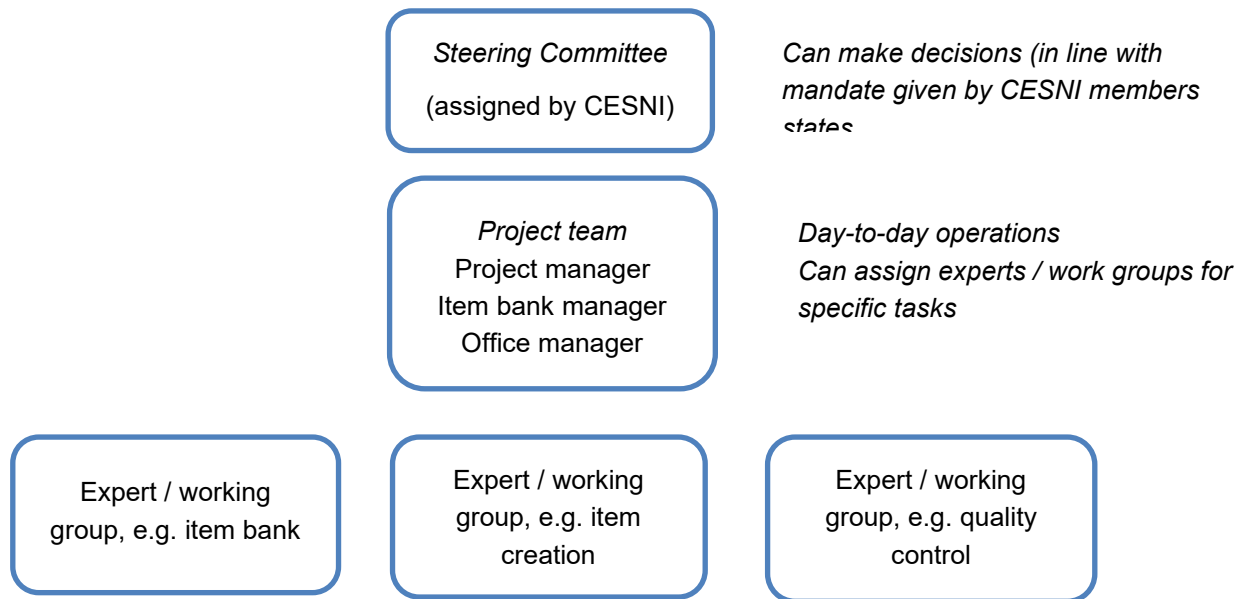 Steering Committee
(assigned by CESNI)
Can make decisions (in line with
mandate given by CESNI members
states
Project team
Project manager
Item bank manager
Office manager
Day-to-day operations
Can assign experts / work groups for
specific tasks
Expert / working
group, e.g. item bank
Expert / working
group, e.g. item
creation
Expert / working
group, e.g. quality
control